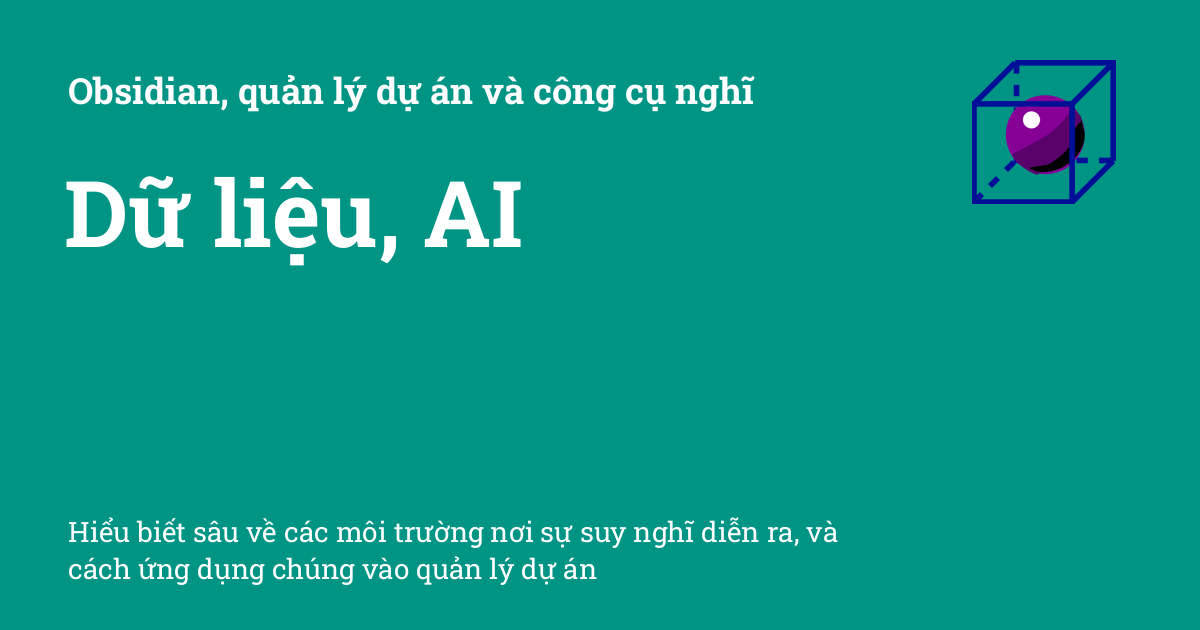 Obsidian, quản lý dự án và công cụ nghĩ
Dữ liệu, AI
Hiểu biết sâu về các môi trường nơi sự suy nghĩ diễn ra, và
cách ứng dụng chúng vào quản lý dự án